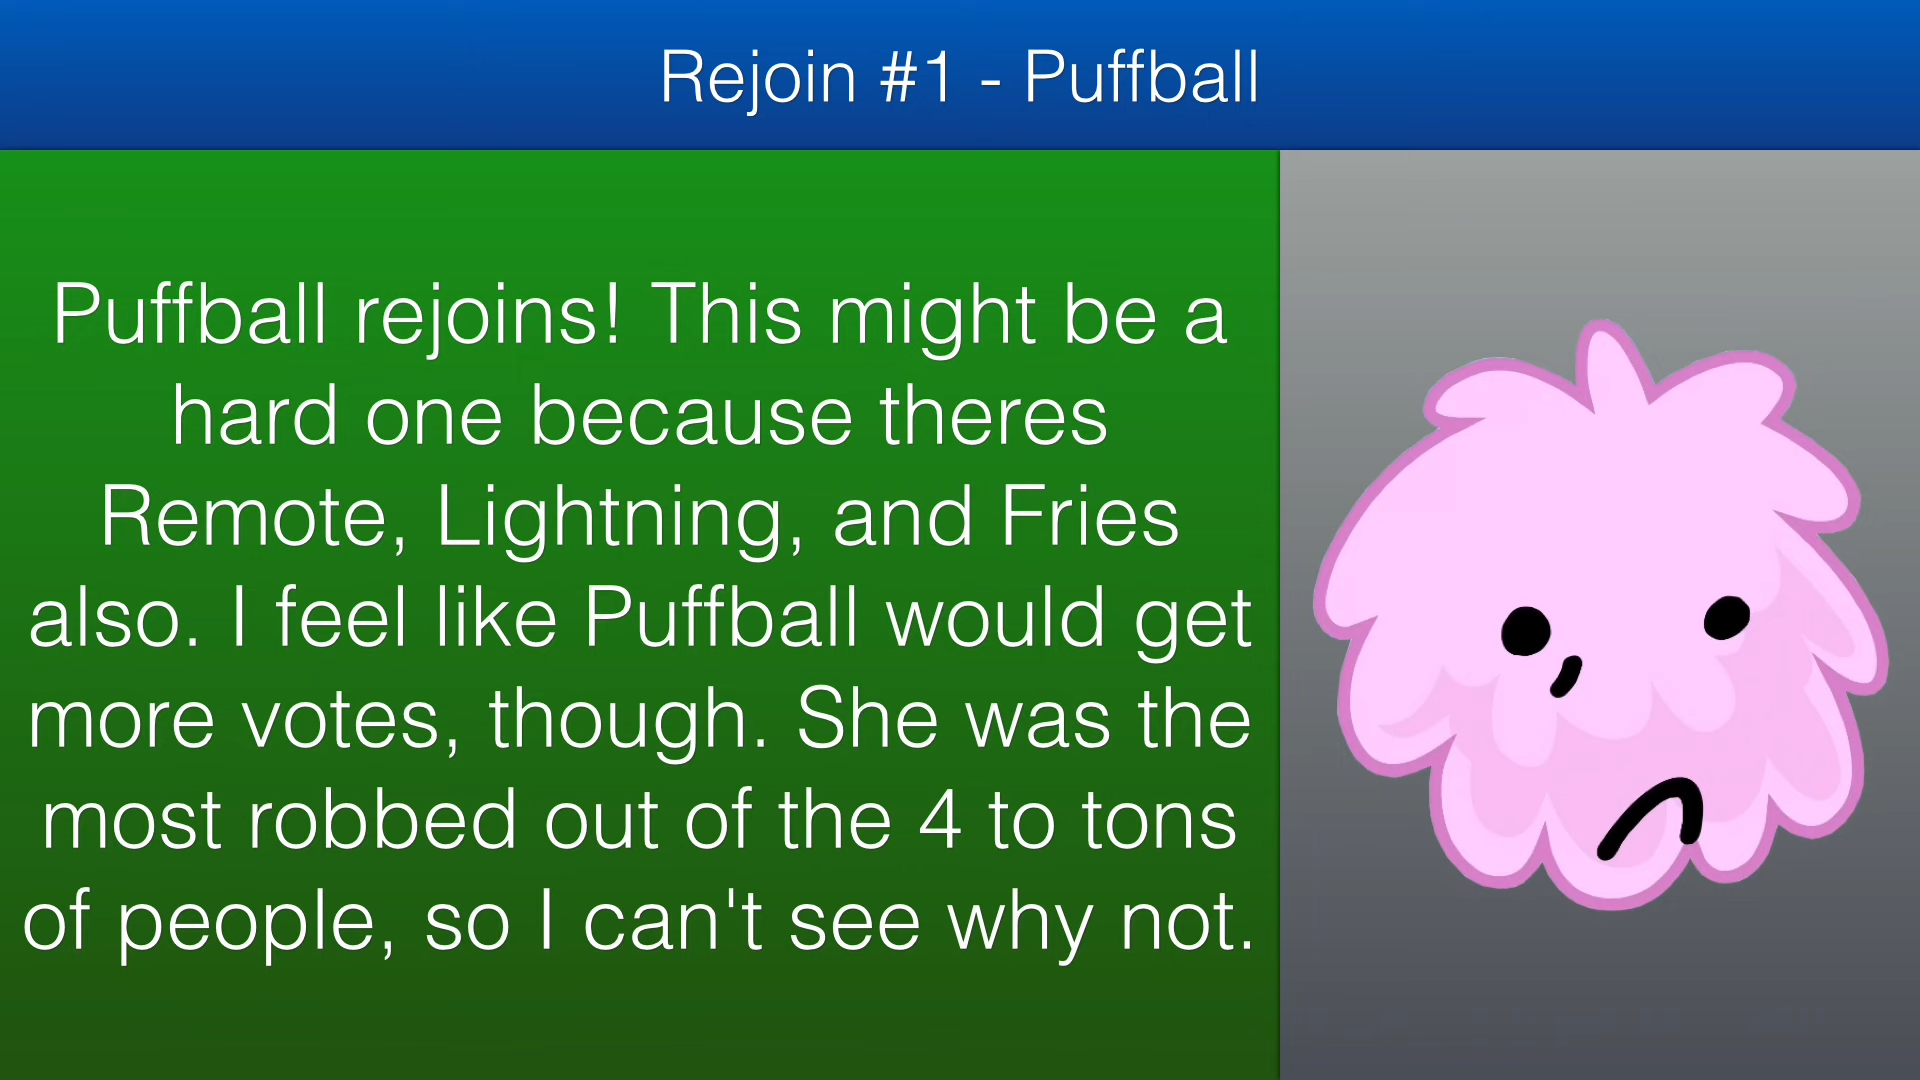 Rejoin #1 - Puffball
Puffball rejoins! This might be a
hard one because theres
Remote, Lightning, and Fries
also. I feel like Puffball would get
more votes, though. She was the
most robbed out of the 4 to tons
of people, so I can't see why not.